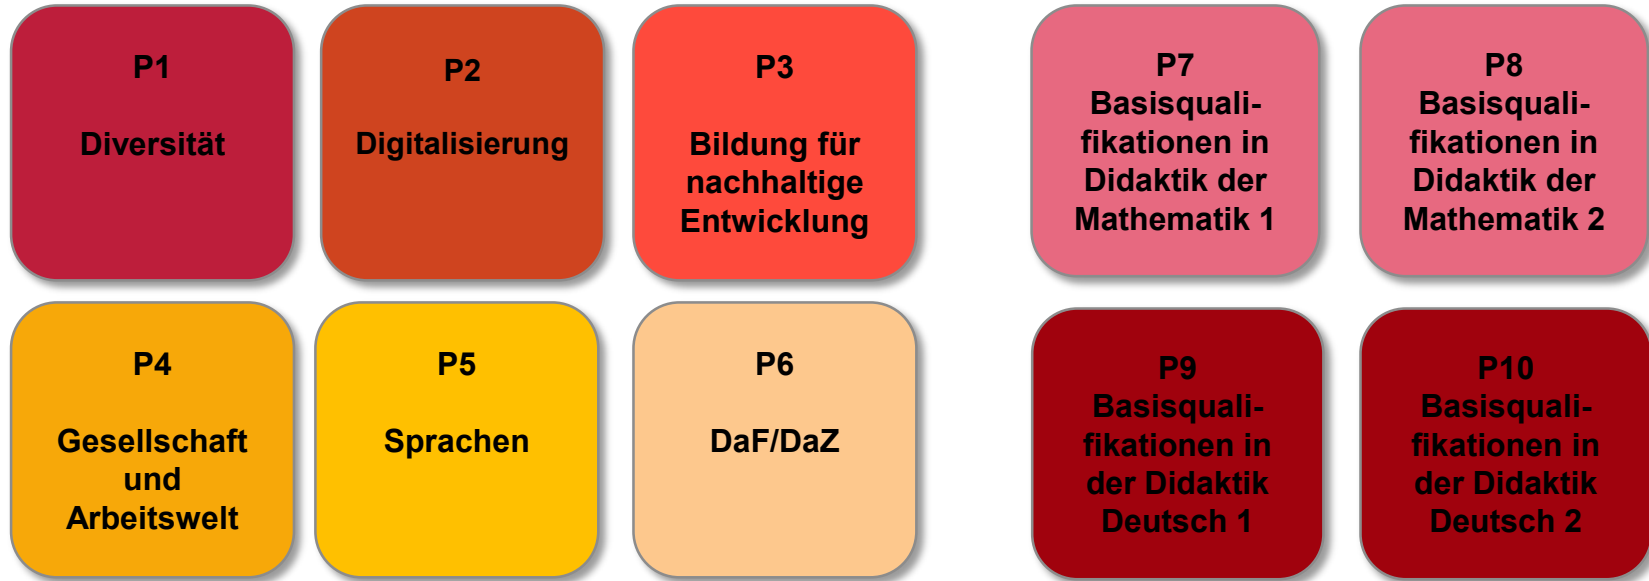 P1
Diversität
P2
Digitalisierung
P3
Bildung für
nachhaltige
Entwicklung
P7
Basisquali-
fikationen in
Didaktik der
Mathematik 1
P8
Basisquali-
fikationen in
Didaktik der
Mathematik 2
P4
Gesellschaft
und
Arbeitswelt
P5
Sprachen
P6
DaF/DaZ
P9
Basisquali-
fikationen in
der Didaktik
Deutsch 1
P10
Basisquali-
fikationen in
der Didaktik
Deutsch 2